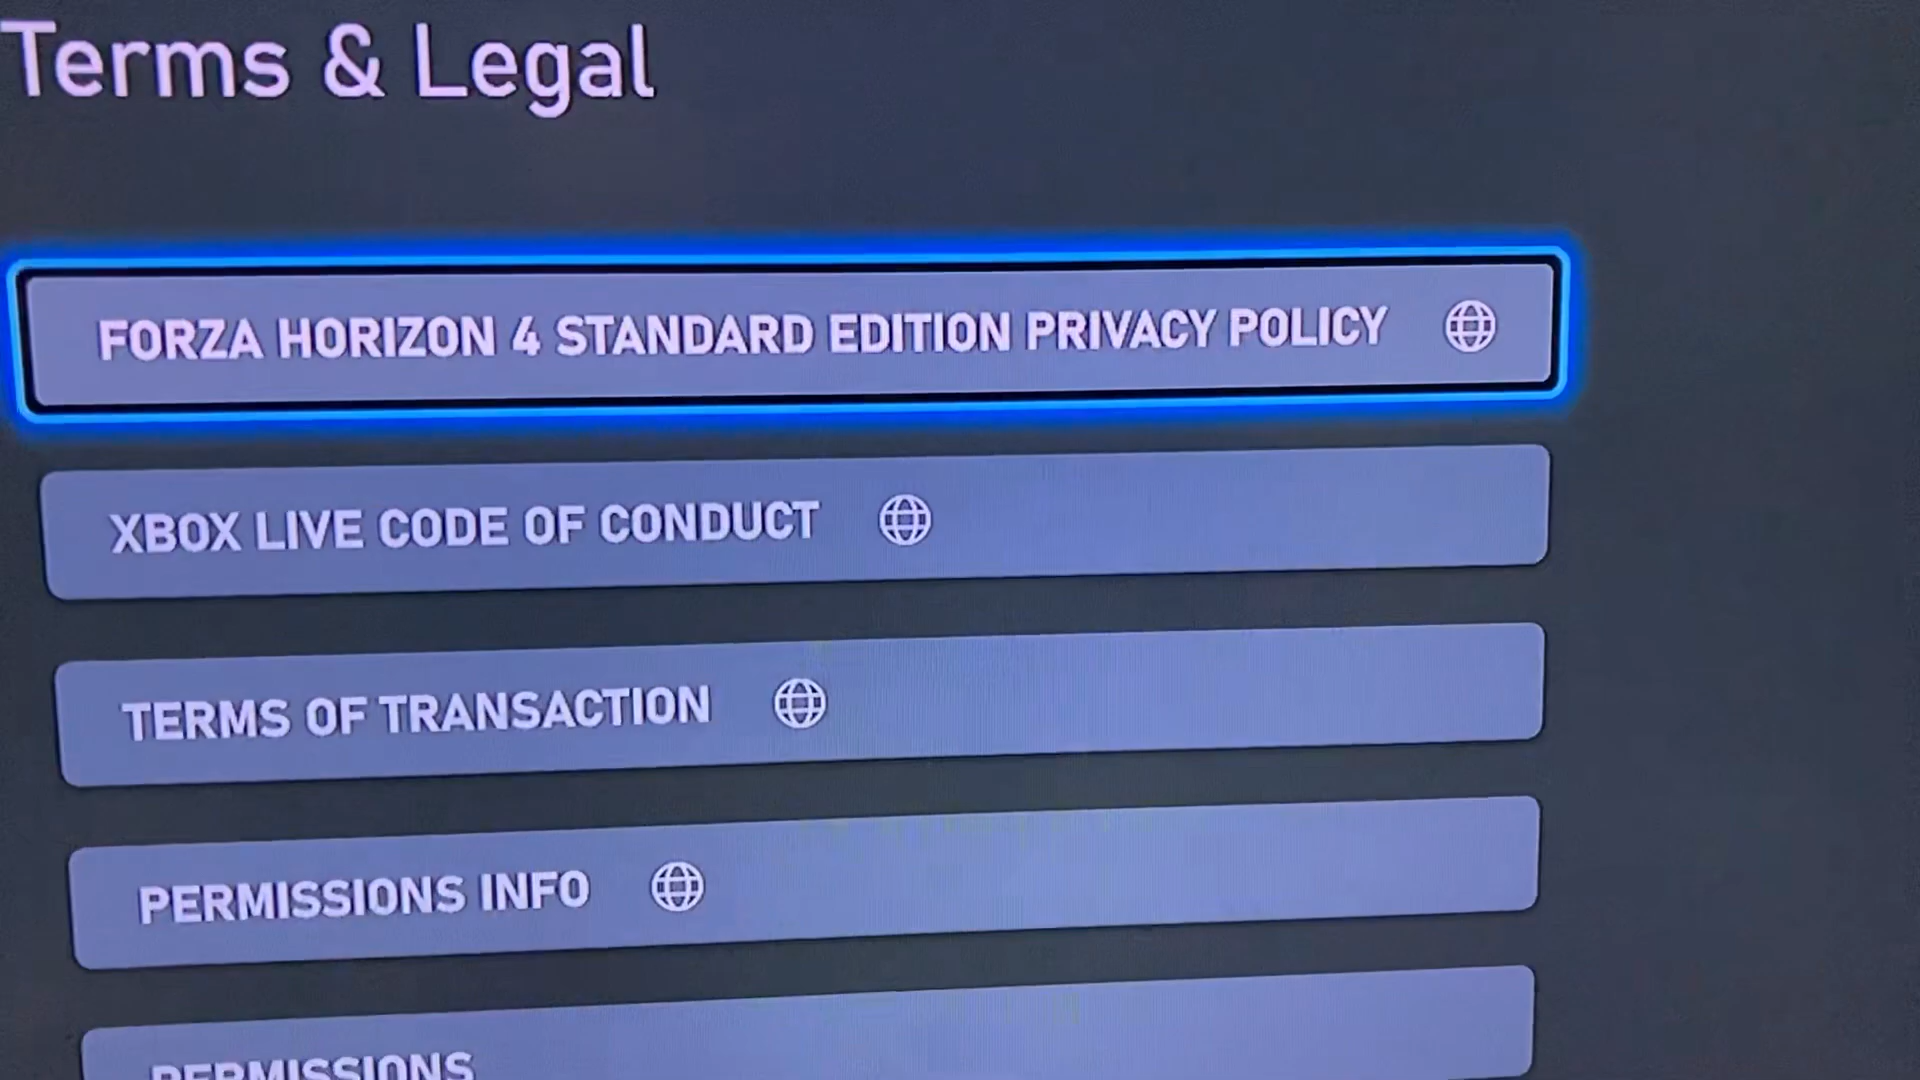 Terms & Legal
FORZA HORIZON 4 STANDARD EDITION PRIVACY POLICY
XBOX LIVE CODE OF CONDUCT
TERMS OF TRANSACTION
PERMISSIONS INFO
PERMISSIONS